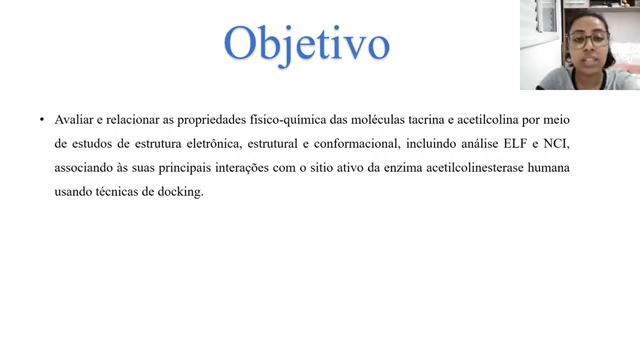 Objetivo
• Avaliar e relacionar as propriedades físico-química das moléculas tacrina e acetilcolina por meio
de estudos de estrutura eletrônica, estrutural e conformacional, incluindo análise ELF e NCI,
associando às suas principais interações com o sitio ativo da enzima acetilcolinesterase humana
usando técnicas de docking.